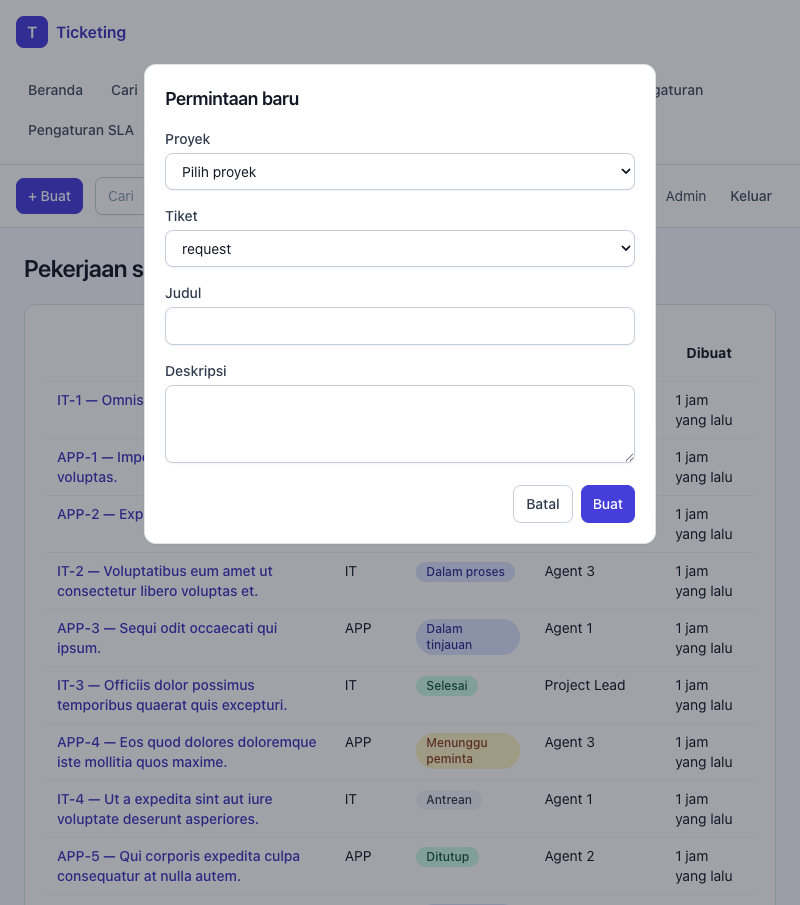 T Ticketing
Beranda Cari
gaturan
Pengaturan SLA
+ Buat Cari
Admin Keluar
Pekerjaan s
Permintaan baru
Proyek
Pilih proyek
Tiket
request
Judul
Deskripsi
Batal Buat
Dibuat
IT-1 — Omnis
1 jam
yang lalu
APP-1 — Impe
voluptas.
1 jam
yang lalu
APP-2 — Exp
1 jam
yang lalu
IT-2 — Voluptatibus eum amet ut
consectetur libero voluptas et.
IT
Dalam proses
Agent 3
1 jam
yang lalu
APP-3 — Sequi odit occaecati qui
ipsum.
APP
Dalam
tinjauan
Agent 1
1 jam
yang lalu
IT-3 — Officiis dolor possimus
temporibus quaerat quis excepturi.
IT
Selesai
Project Lead
1 jam
yang lalu
APP-4 — Eos quod dolores doloremque
iste mollitia quos maxime.
APP
Menunggu
peminta
Agent 3
1 jam
yang lalu
IT-4 — Ut a expedita sint aut iure
voluptate deserunt asperiores.
IT
Antrean
Agent 1
1 jam
yang lalu
APP-5 — Qui corporis expedita culpa
consequatur at nulla autem.
APP
Ditutup
Agent 2
1 jam
yang lalu